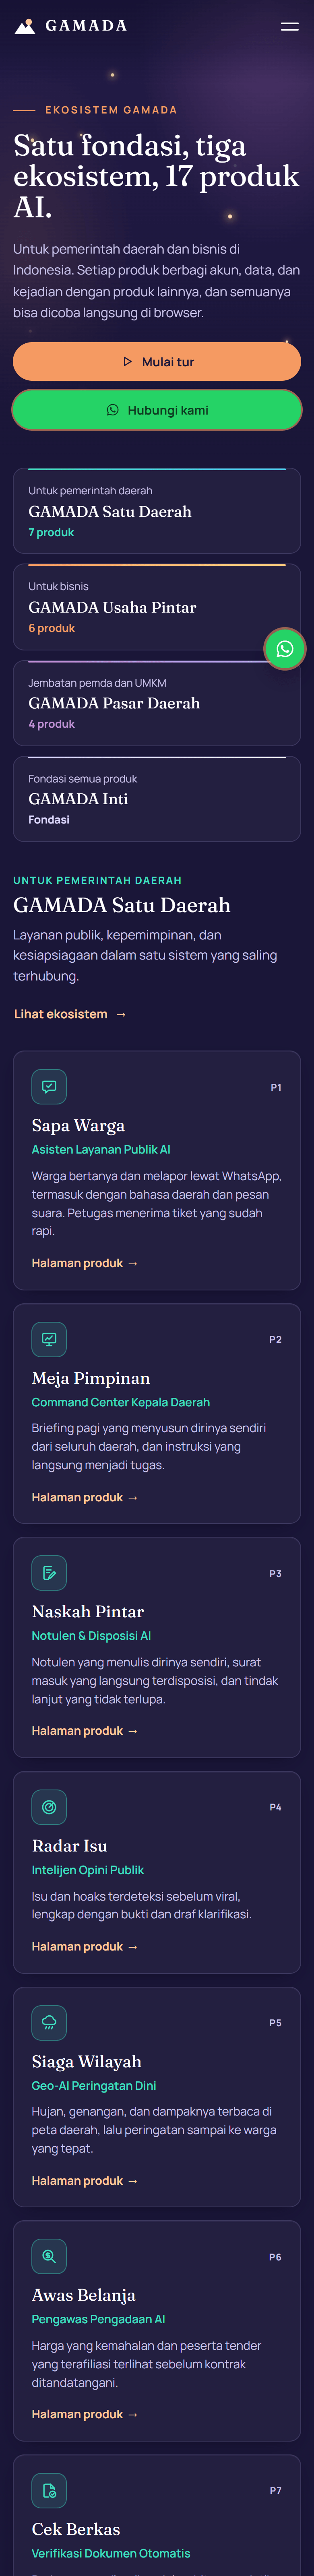 GAMADA
EKOSISTEM GAMADA
Satu fondasi, tiga
ekosistem, 17 produk
AI.
Untuk pemerintah daerah dan bisnis di
Indonesia. Setiap produk berbagi akun, data, dan
kejadian dengan produk lainnya, dan semuanya
bisa dicoba langsung di browser.
Mulai tur
Hubungi kami
Untuk pemerintah daerah
GAMADA Satu Daerah
7 produk
Untuk bisnis
GAMADA Usaha Pintar
6 produk
Jembatan pemda dan UMKM
GAMADA Pasar Daerah
4 produk
Fondasi semua produk
GAMADA Inti
Fondasi
UNTUK PEMERINTAH DAERAH
GAMADA Satu Daerah
Layanan publik, kepemimpinan, dan
kesiapsiagaan dalam satu sistem yang saling
terhubung.
Lihat ekosistem →
P1
Sapa Warga
Asisten Layanan Publik AI
Warga bertanya dan melapor lewat WhatsApp,
termasuk dengan bahasa daerah dan pesan
suara. Petugas menerima tiket yang sudah
rapi.
Halaman produk →
P2
Meja Pimpinan
Command Center Kepala Daerah
Briefing pagi yang menyusun dirinya sendiri
dari seluruh daerah, dan instruksi yang
langsung menjadi tugas.
Halaman produk →
P3
Naskah Pintar
Notulen & Disposisi AI
Notulen yang menulis dirinya sendiri, surat
masuk yang langsung terdisposisi, dan tindak
lanjut yang tidak terlupa.
Halaman produk →
P4
Radar Isu
Intelijen Opini Publik
Isu dan hoaks terdeteksi sebelum viral,
lengkap dengan bukti dan draf klarifikasi.
Halaman produk →
P5
Siaga Wilayah
Geo-AI Peringatan Dini
Hujan, genangan, dan dampaknya terbaca di
peta daerah, lalu peringatan sampai ke warga
yang tepat.
Halaman produk →
P6
Awas Belanja
Pengawas Pengadaan AI
Harga yang kemahalan dan peserta tender
yang terafiliasi terlihat sebelum kontrak
ditandatangani.
Halaman produk →
P7
Cek Berkas
Verifikasi Dokumen Otomatis